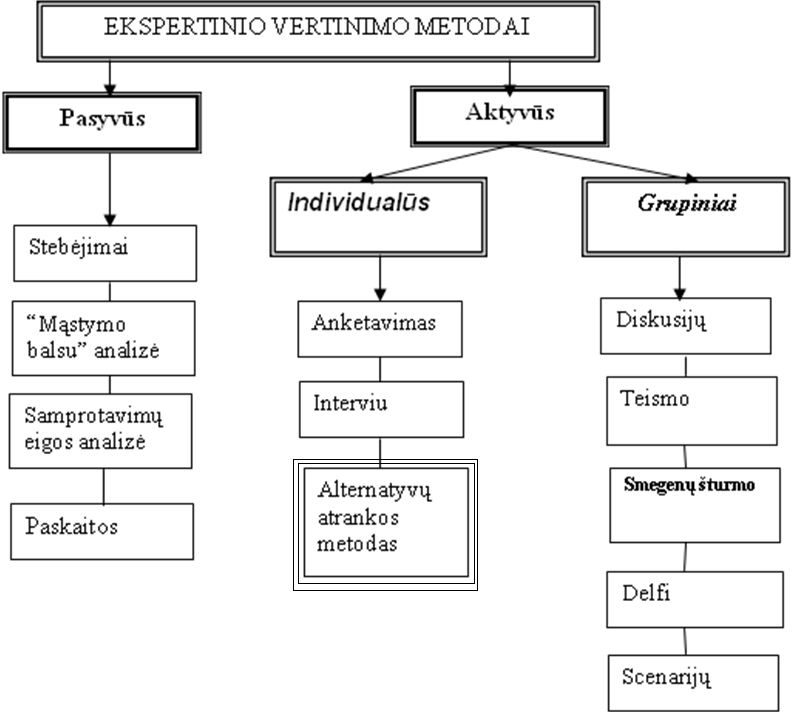 EKSPERTINIO VERTINIMO METODAI
Pasyvūs
Aktyvūs
Individualūs
Grupiniai
Stebėjimai
“Mąstymo
balsu” analizė
Samprotavimų
eigos analizė
Paskaitos
Anketavimas
Interviu
Alternatyvų
atrankos
metodas
Diskusijų
Teismo
Smegenų šturmo
Delfi
Scenarijų